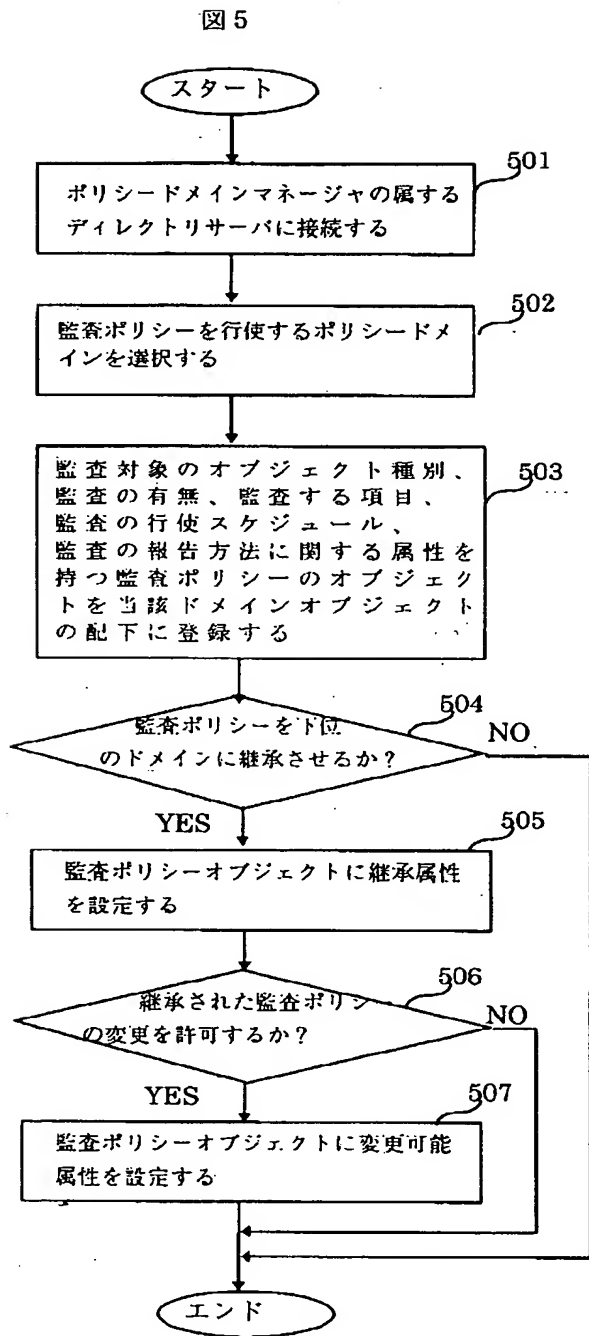 図5
スタート
501
ポリシードメインマネージャの属する
ディレクトリサーバに接続する
502
監査ポリシーを行使するポリシードメ
インを選択する
503
監査対象のオブジェクト種別、
監査の有無、監査する項目、
監査の行使スケジュール、
監査の報告方法に関する属性を
持つ監査ポリシーのオブジェク
トを当該ドメインオブジェクト
の配下に登録する
504
監査ポリシーを下位
のドメインに継承させるか？
NO
YES
505
監査ポリシーオブジェクトに継承属性
を設定する
506
継承された監査ポリシ
の変更を許可するか？
NO
YES
507
監査ポリシーオブジェクトに変更可能
属性を設定する
エンド